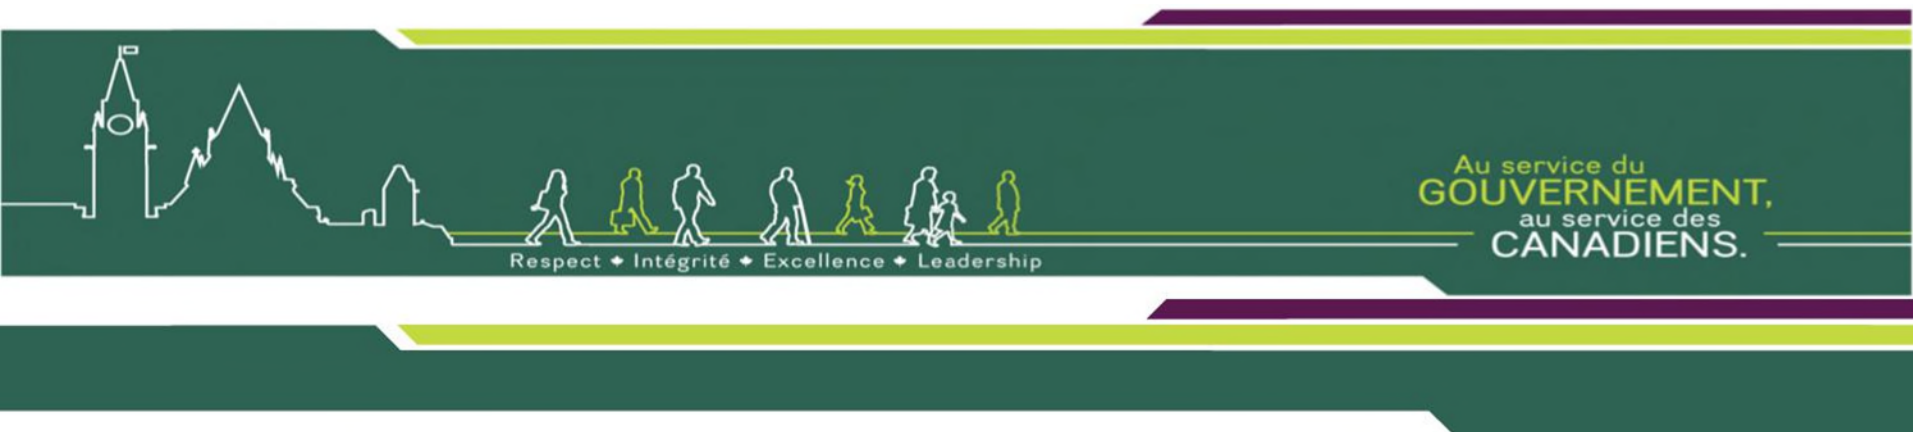 Respect Intégrité Excellence Leadership
Au service du
GOUVERNEMENT,
au service des
CANADIENS.